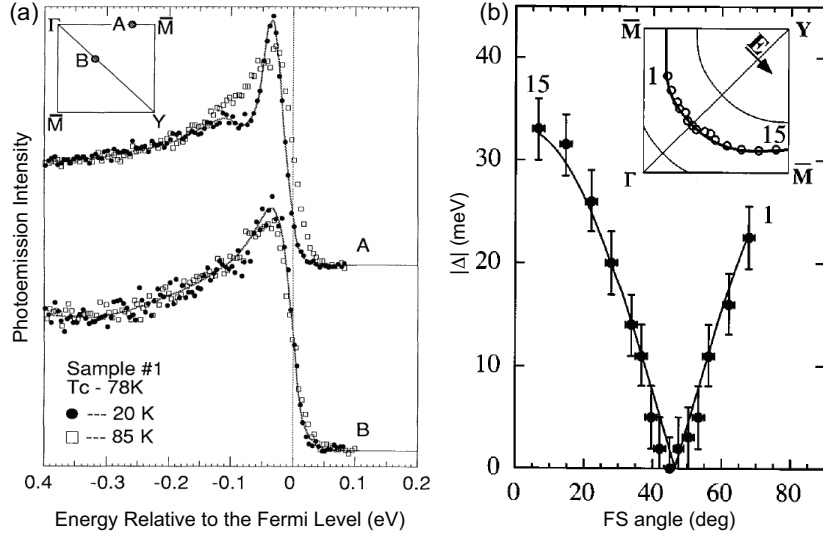 (a)
Γ
A
M̅
B
M̅
Y
Photoemission Intensity
A
B
Sample #1
Tc - 78K
● --- 20 K
□ --- 85 K
0.4
-0.3
-0.2
-0.1
0
0.1
0.2
Energy Relative to the Fermi Level (eV)
(b)
M̅
Y
E
1
15
Γ
M̅
15
1
|Δ| (meV)
40
30
20
10
0
0
20
40
60
80
FS angle (deg)